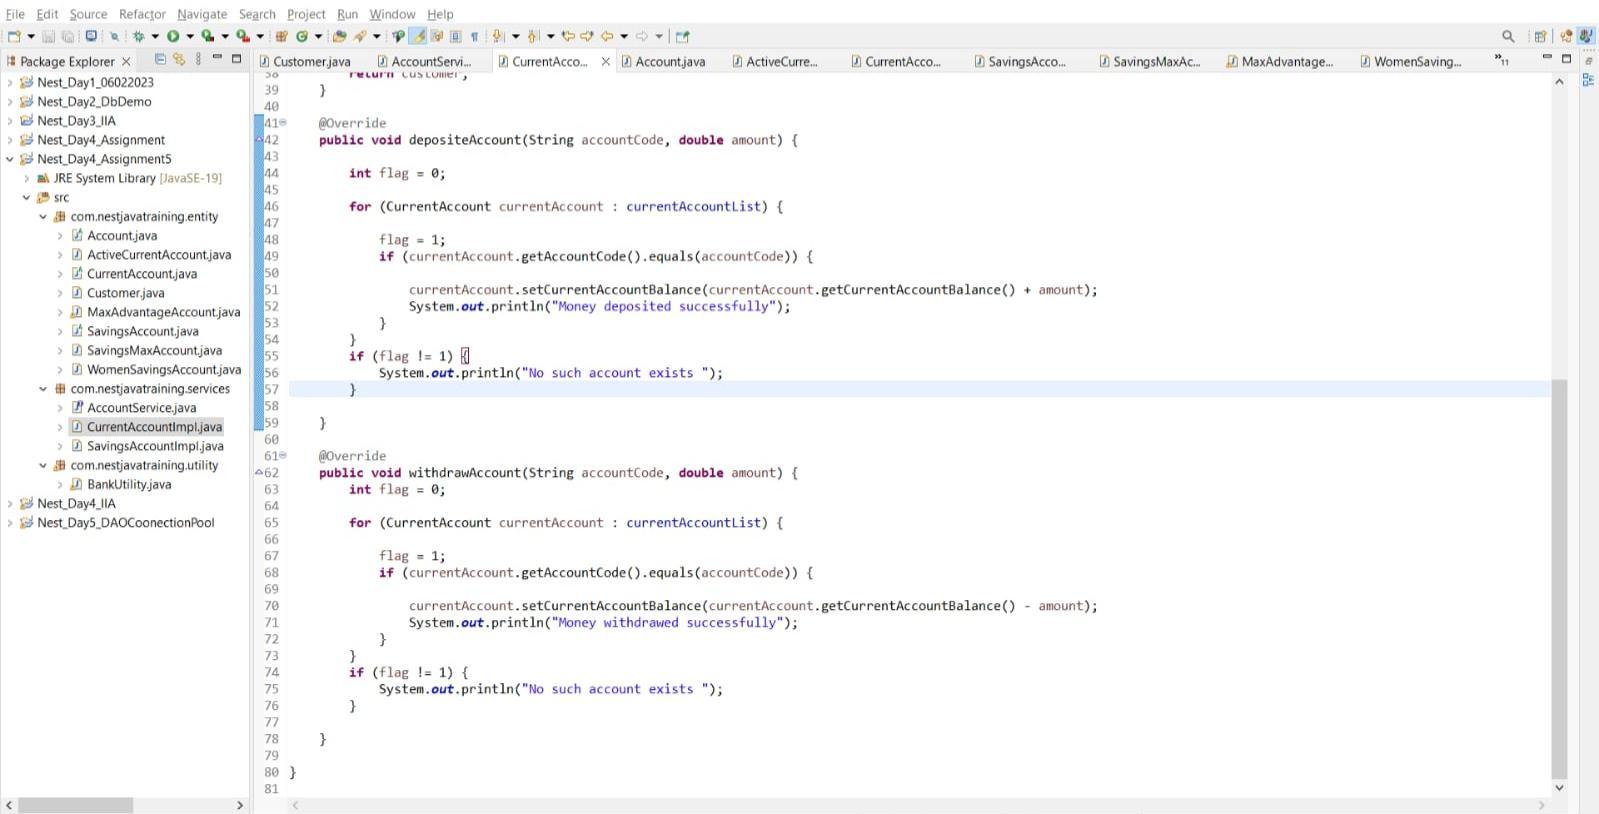 File Edit Source Refactor Navigate Search Project Run Window Help
Package Explorer
Nest_Day1_06022023
Nest_Day2_DbDemo
Nest_Day3_IIA
Nest_Day4_Assignment
Nest_Day4_Assignment5
JRE System Library [JavaSE-19]
src
com.nestjavatraining.entity
Account.java
ActiveCurrentAccount.java
CurrentAccount.java
Customer.java
MaxAdvantageAccount.java
SavingsAccount.java
SavingsMaxAccount.java
WomenSavingsAccount.java
com.nestjavatraining.services
AccountService.java
CurrentAccountImpl.java
SavingsAccountImpl.java
com.nestjavatraining.utility
BankUtility.java
Nest_Day4_IIA
Nest_Day5_DAOCoonectionPool
Customer.java AccountServi... CurrentAcco... Account.java ActiveCurre... CurrentAcco... SavingsAcco... SavingsMaxAc... MaxAdvantage... WomenSaving... »11
38 return customer;
39 }
40
41 @Override
42 public void depositeAccount(String accountCode, double amount) {
43
44 int flag = 0;
45
46 for (CurrentAccount currentAccount : currentAccountList) {
47
48 flag = 1;
49 if (currentAccount.getAccountCode().equals(accountCode)) {
50
51 currentAccount.setCurrentAccountBalance(currentAccount.getCurrentAccountBalance() + amount);
52 System.out.println("Money deposited successfully");
53 }
54 }
55 if (flag != 1) {
56 System.out.println("No such account exists ");
57 }
58
59 }
60
61 @Override
62 public void withdrawAccount(String accountCode, double amount) {
63 int flag = 0;
64
65 for (CurrentAccount currentAccount : currentAccountList) {
66
67 flag = 1;
68 if (currentAccount.getAccountCode().equals(accountCode)) {
69
70 currentAccount.setCurrentAccountBalance(currentAccount.getCurrentAccountBalance() - amount);
71 System.out.println("Money withdrawed successfully");
72 }
73 }
74 if (flag != 1) {
75 System.out.println("No such account exists ");
76 }
77
78 }
79
80 }
81